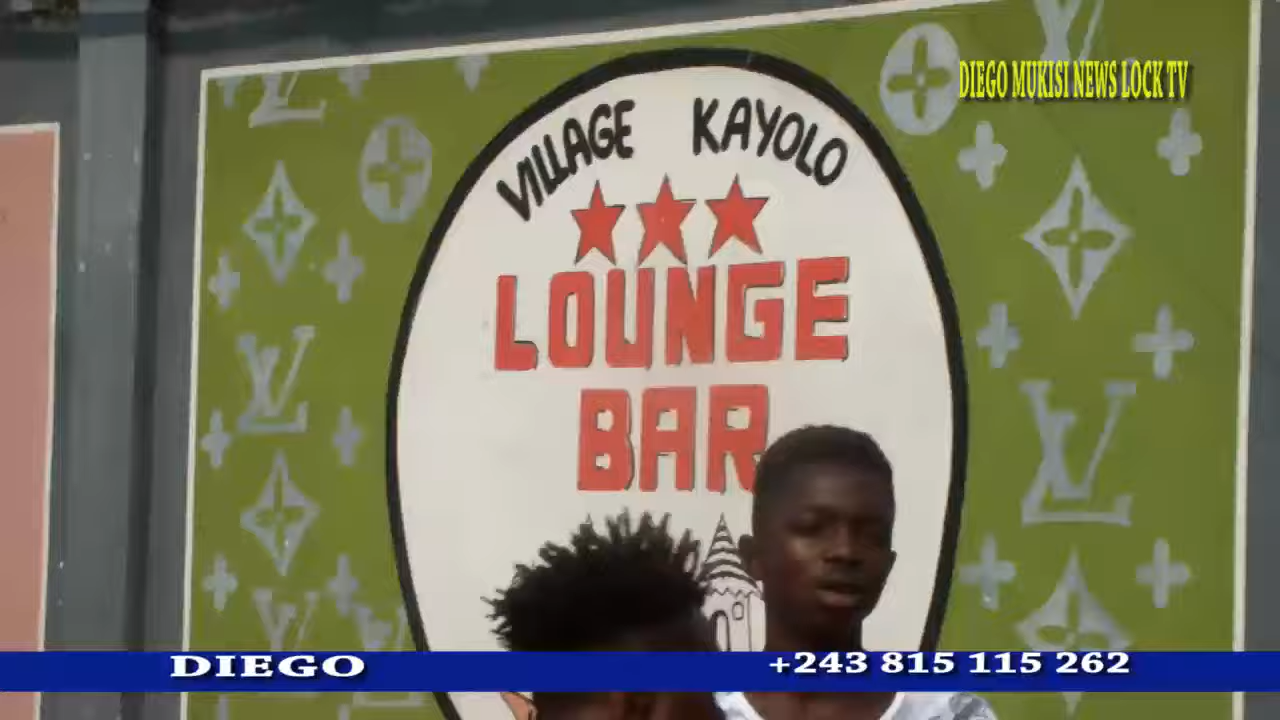 DIEGO MUKISI NEWS LOCK TV
VILLAGE KAYOLO
LOUNGE
BAR
DIEGO
+243 815 115 262